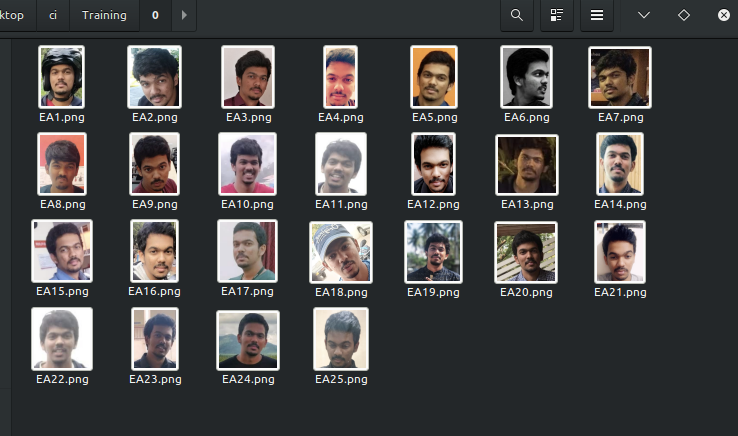 ktop ci Training 0
EA1.png EA2.png EA3.png EA4.png EA5.png EA6.png EA7.png
EA8.png EA9.png EA10.png EA11.png EA12.png EA13.png EA14.png
EA15.png EA16.png EA17.png EA18.png EA19.png EA20.png EA21.png
EA22.png EA23.png EA24.png EA25.png